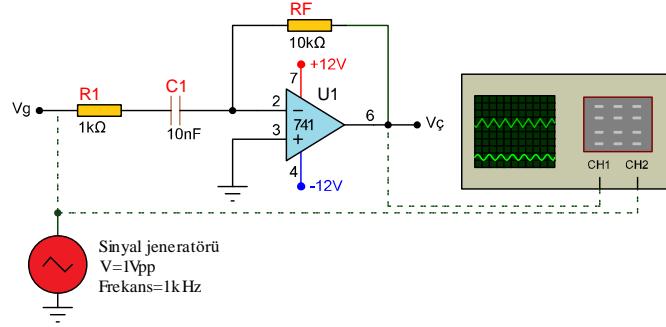 RF
10kΩ
+12V
R1
C1
7
U1
Vg
2
6
Vç
1kΩ
10nF
741
3
4
-12V
CH1 CH2
Sinyal jeneratörü
V=1Vpp
Frekans=1kHz